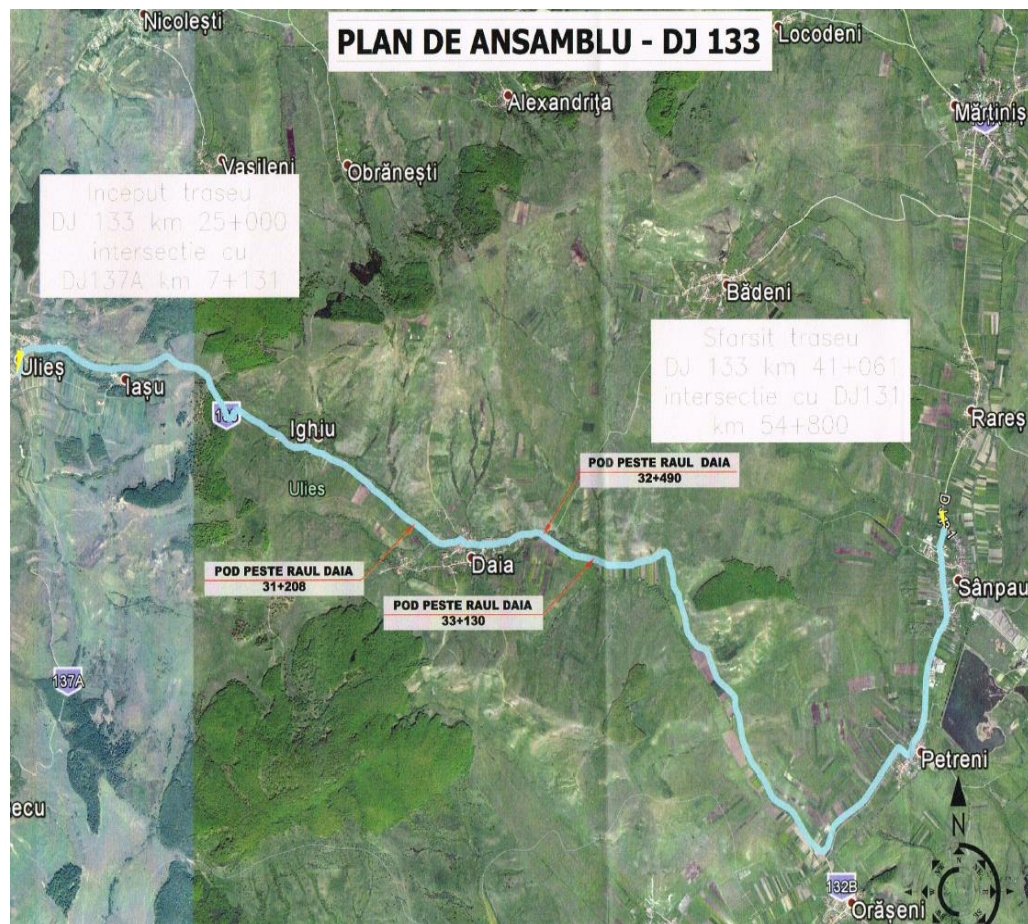 Nicolești
PLAN DE ANSAMBLU - DJ 133
Locodeni
Alexandrița
Mărtiniș
Vasileni
Obrănești
Inceput traseu
DJ 133 km 25+000
intersectie cu
DJ137A km 7+131
Bădeni
Sfarsit traseu
DJ 133 km 41+061
intersectie cu DJ131
km 54+800
Ulieș
Iașu
Rareș
Ighiu
POD PESTE RAUL DAIA
32+490
Ulies
Daia
POD PESTE RAUL DAIA
31+208
Sânpau
POD PESTE RAUL DAIA
33+130
137A
Petreni
ecu
N
132B
Orășeni